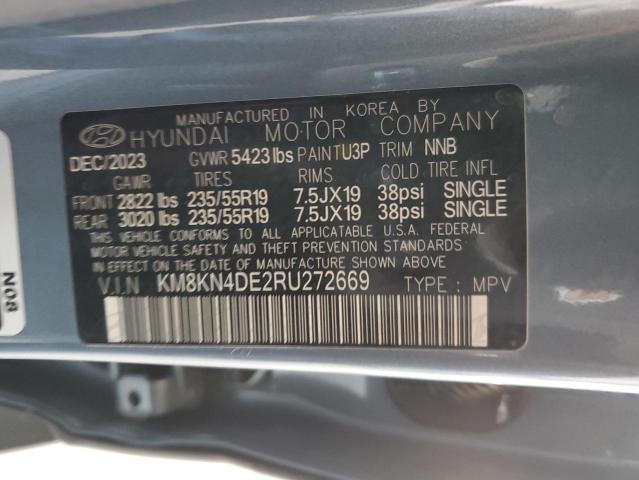 MANUFACTURED IN KOREA BY
HYUNDAI MOTOR COMPANY
DEC/2023 GVWR 5423 lbs PAINT U3P TRIM NNB
GAWR TIRES RIMS COLD TIRE INFL
FRONT 2822 lbs 235/55R19 7.5JX19 38psi SINGLE
REAR 3020 lbs 235/55R19 7.5JX19 38psi SINGLE
THIS VEHICLE CONFORMS TO ALL APPLICATABLE U.S.A. FEDERAL
MOTOR VEHICLE SAFETY AND THEFT PREVENTION STANDARDS
IN EFFECT ON THE DATE OF MANUFACTURE SHOWN ABOVE.
V.I.N KM8KN4DE2RU272669 TYPE : MPV
N08